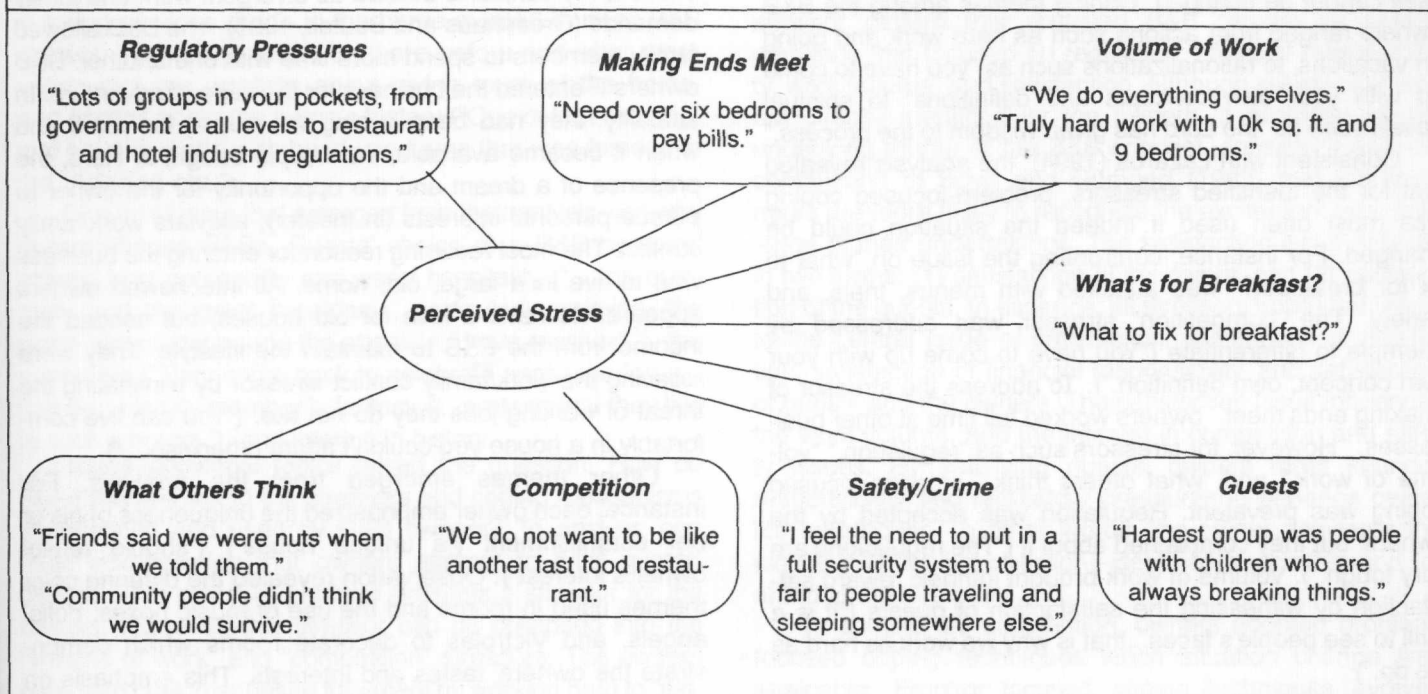 Regulatory Pressures
"Lots of groups in your pockets, from
government at all levels to restaurant
and hotel industry regulations."
Making Ends Meet
"Need over six bedrooms to
pay bills."
Volume of Work
"We do everything ourselves."
"Truly hard work with 10k sq. ft. and
9 bedrooms."
Perceived Stress
What's for Breakfast?
"What to fix for breakfast?"
What Others Think
"Friends said we were nuts when
we told them."
"Community people didn't think
we would survive."
Competition
"We do not want to be like
another fast food restau-
rant."
Safety/Crime
"I feel the need to put in a
full security system to be
fair to people traveling and
sleeping somewhere else."
Guests
"Hardest group was people
with children who are
always breaking things."